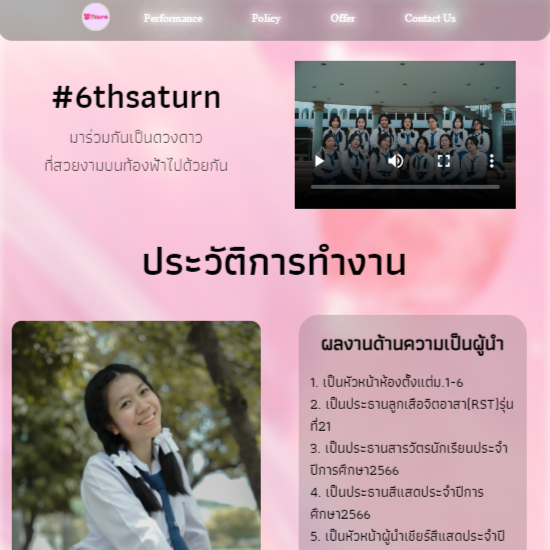 Performance
Policy
Offer
Contact Us
#6thsaturn
มาร่วมกันเป็นดวงดาว
ที่สวยงามบนท้องฟ้าไปด้วยกัน
ประวัติการทำงาน
ผลงานด้านความเป็นผู้นำ
1. เป็นหัวหน้าห้องตั้งแต่ม.1-6
2. เป็นประธานลูกเสือจิตอาสา(RST)รุ่น
ที่21
3. เป็นประธานสารวัตรนักเรียนประจำ
ปีการศึกษา2566
4. เป็นประธานสีแสดประจำปีการ
ศึกษา2566
5. เป็นหัวหน้าผู้นำเชียร์สีแสดประจำปี